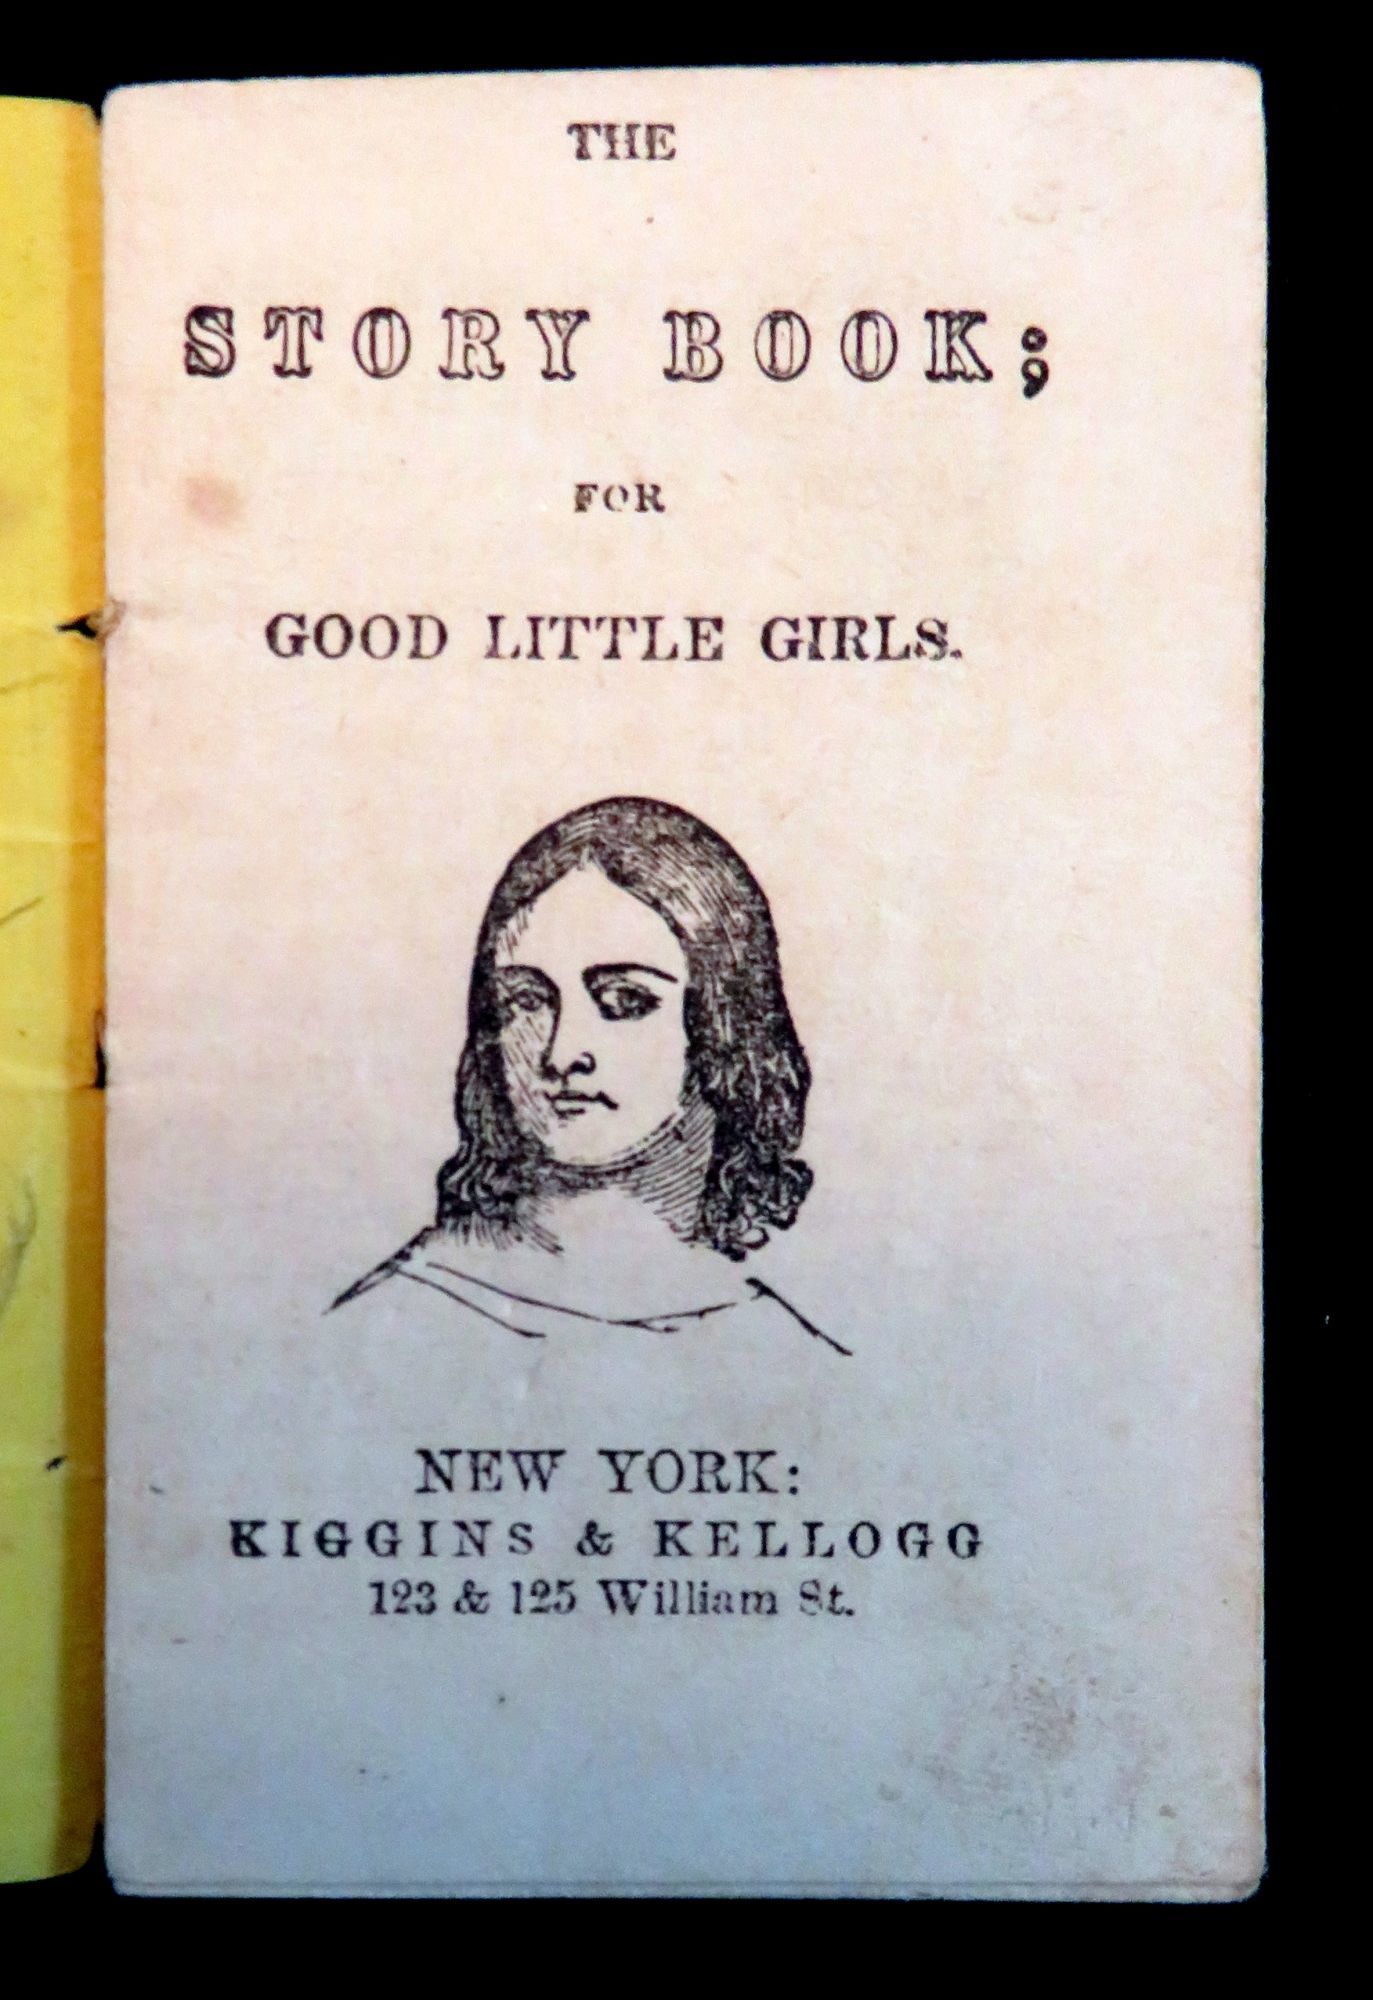 THE
STORY BOOK;
FOR
GOOD LITTLE GIRLS.
NEW YORK:
KIGGINS & KELLOGG
123 & 125 William St.